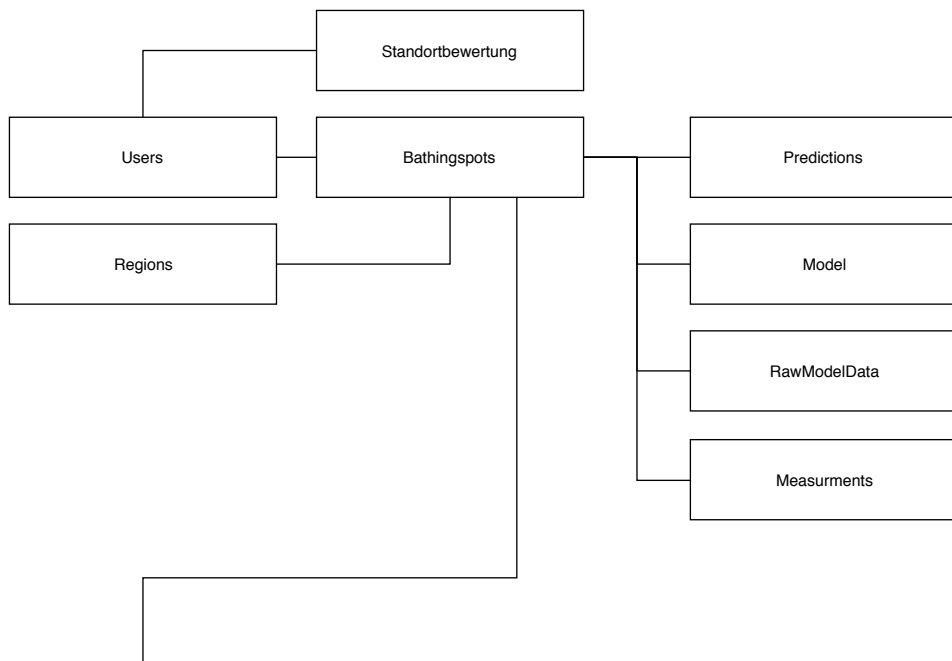 Standortbewertung
Users
Bathingspots
Predictions
Regions
Model
RawModelData
Measurments